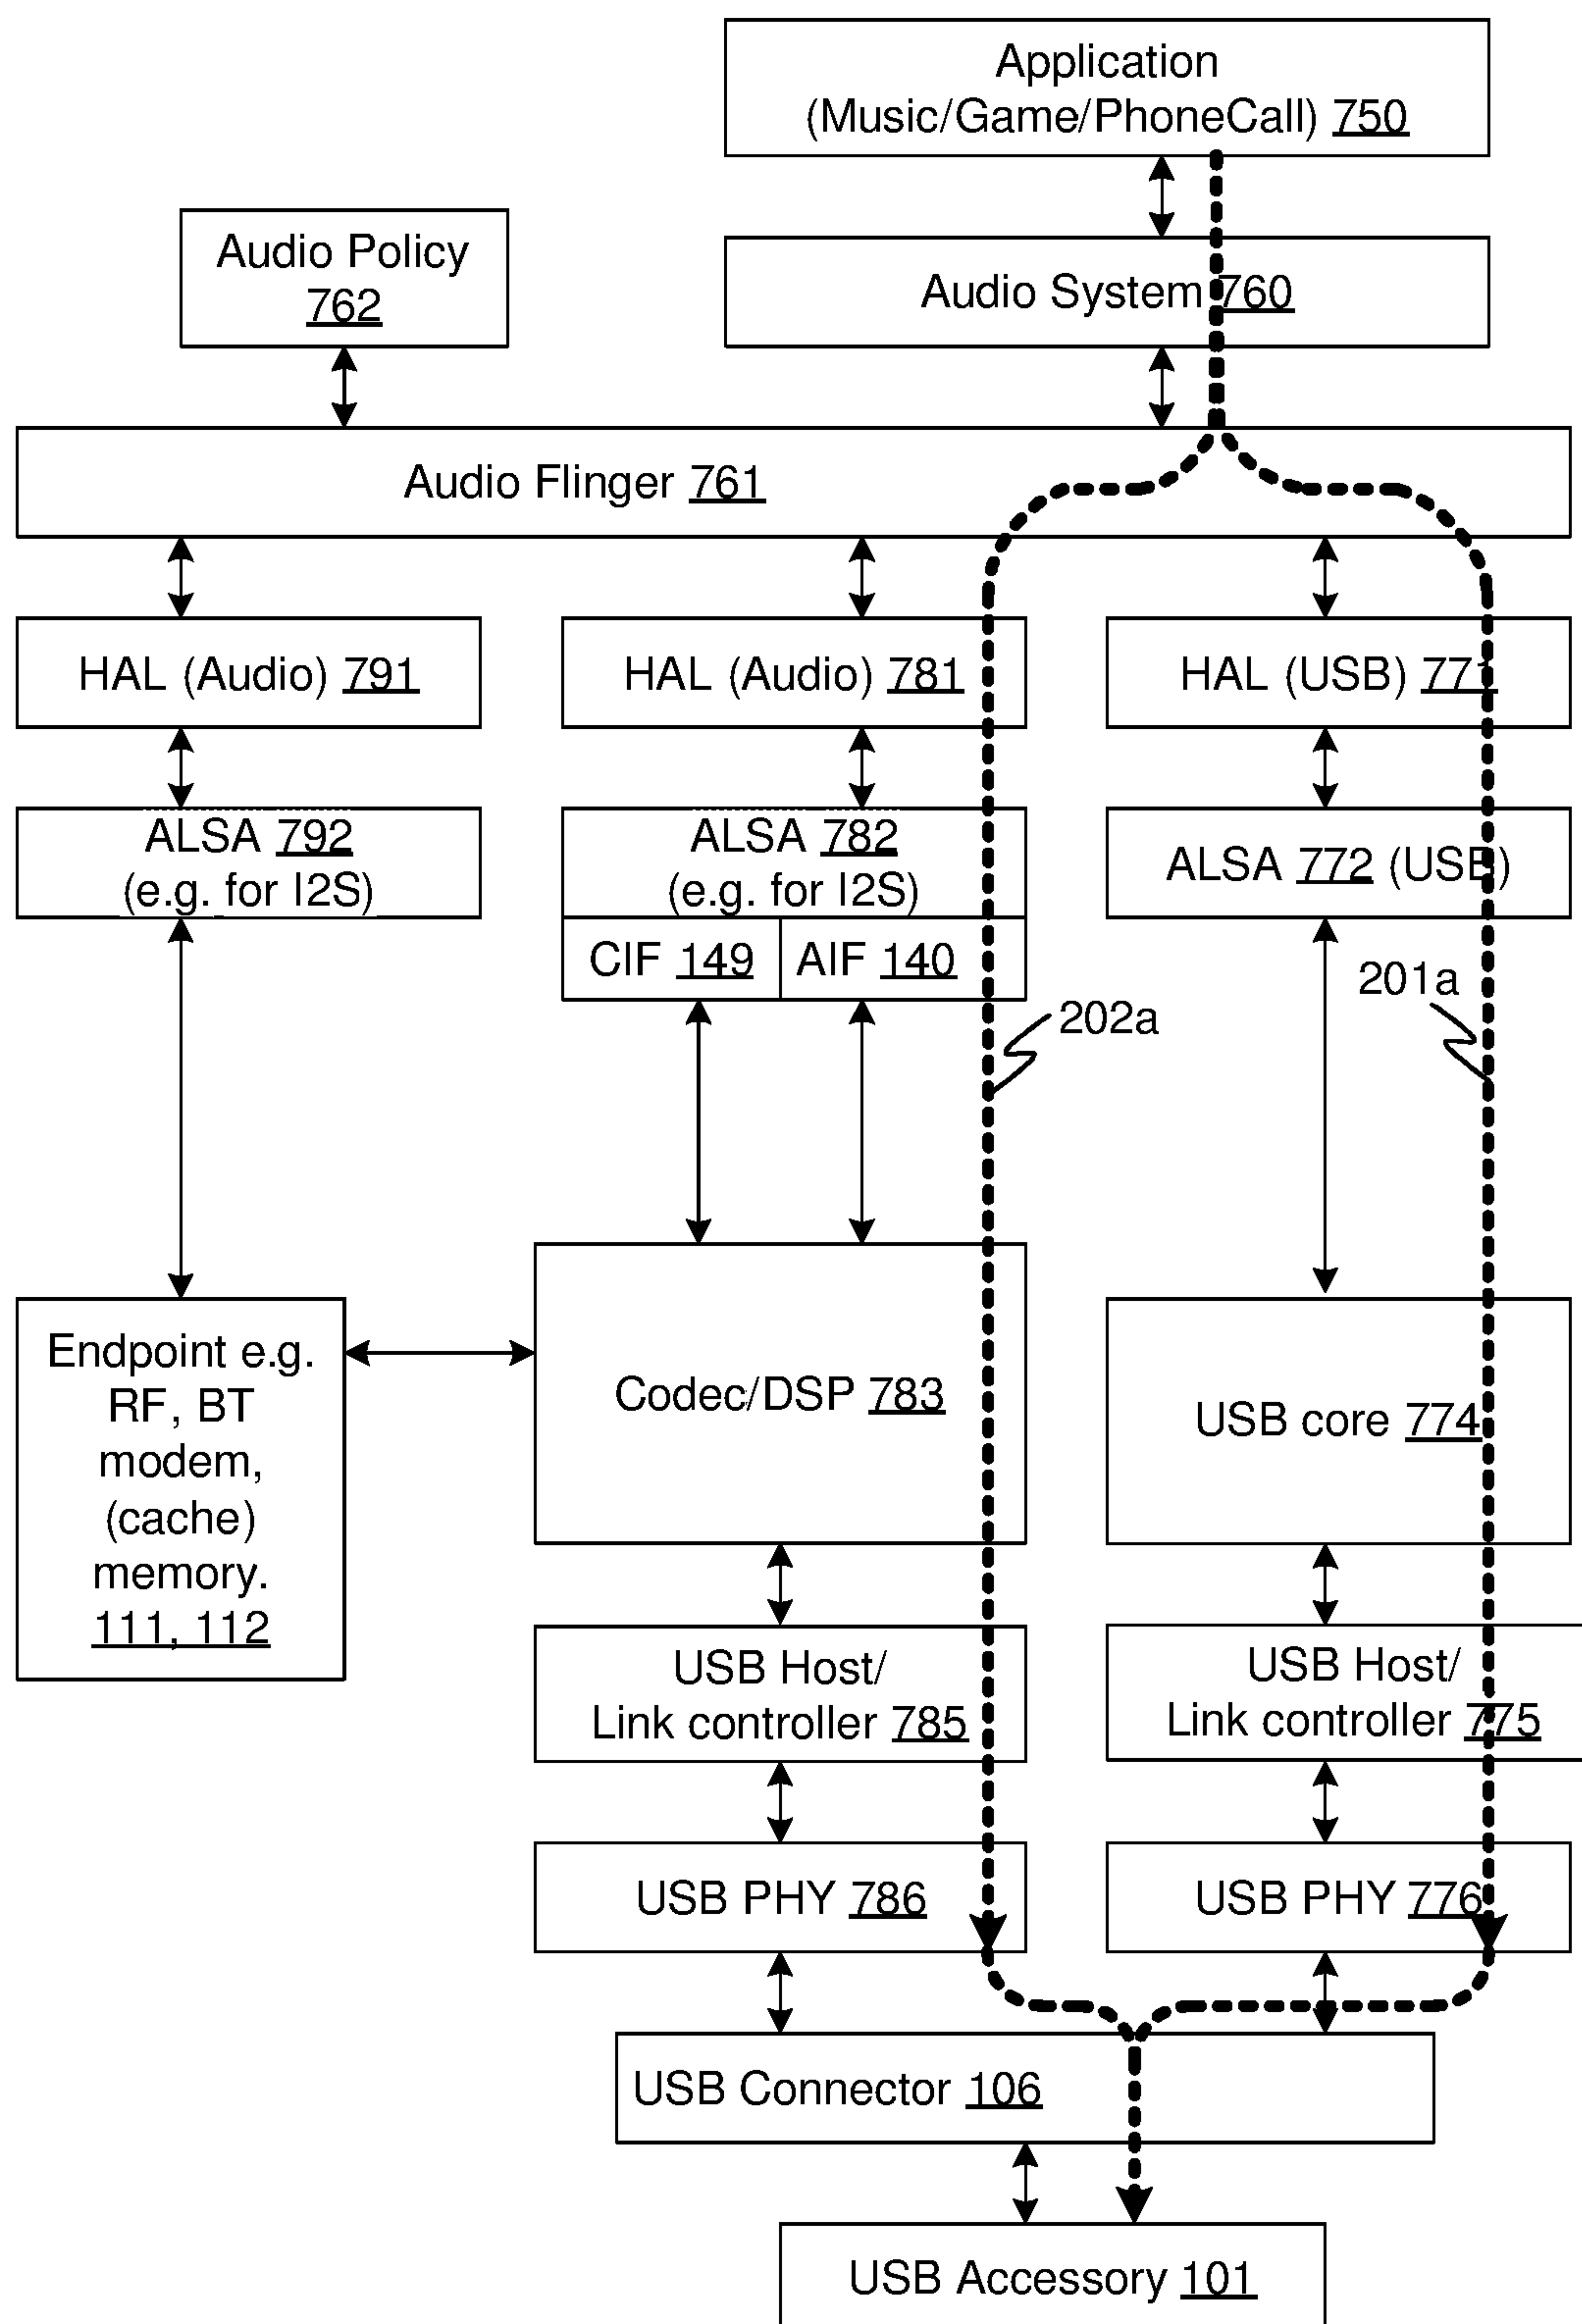 Application
(Music/Game/PhoneCall) 750
Audio Policy
762
Audio System 760
Audio Flinger 761
HAL (Audio) 791
HAL (Audio) 781
HAL (USB) 771
ALSA 792
(e.g. for I2S)
ALSA 782
(e.g. for I2S)
ALSA 772 (USB)
CIF 149
AIF 140
201a
202a
Endpoint e.g.
RF, BT
modem,
(cache)
memory.
111, 112
Codec/DSP 783
USB core 774
USB Host/
Link controller 785
USB Host/
Link controller 775
USB PHY 786
USB PHY 776
USB Connector 106
USB Accessory 101